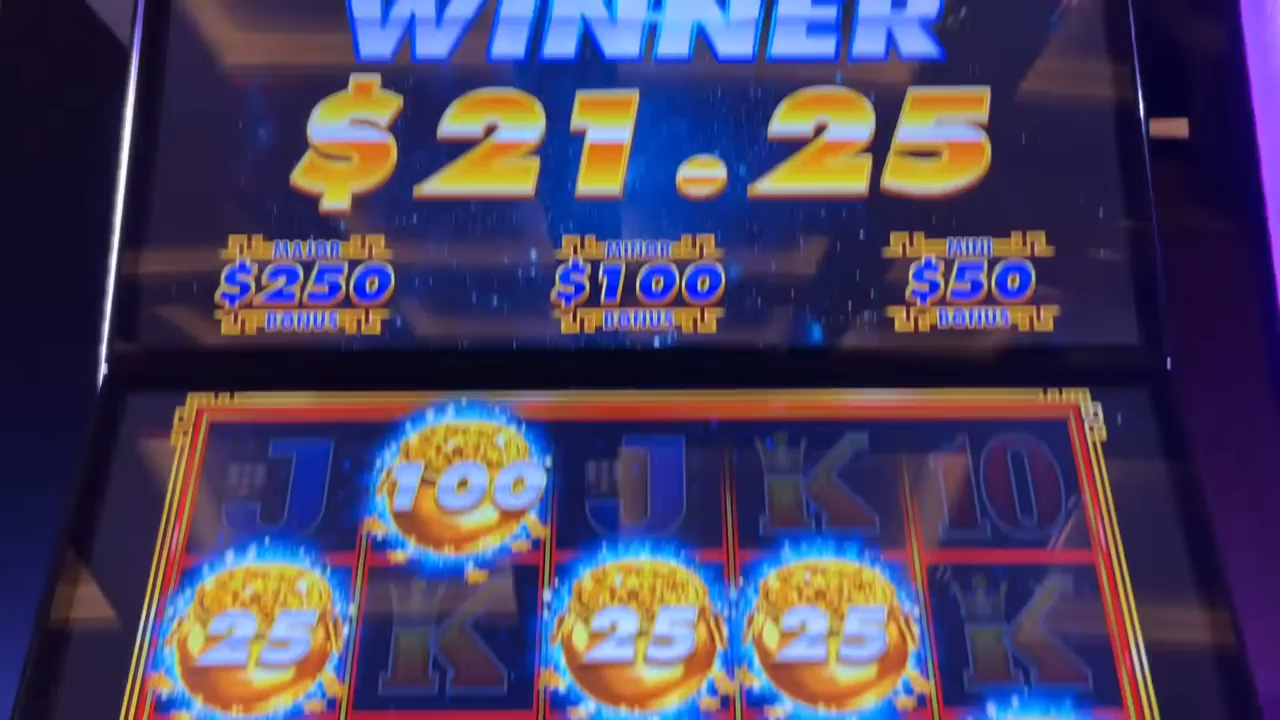 WINNER
$21.25
MAJOR MINOR MINI
$250 $100 $50
BONUS BONUS BONUS
J 100 J K 10
25 K 25 25 K